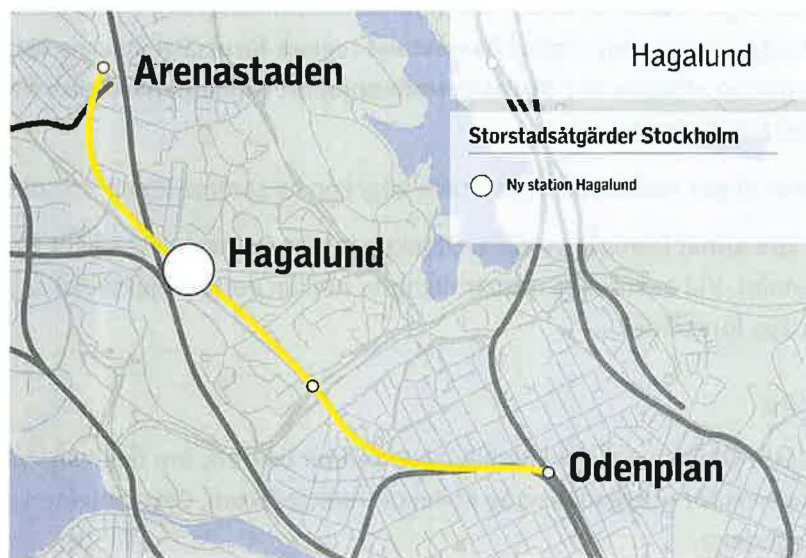 Hagalund
Storstadsåtgärder Stockholm
Ny station Hagalund
Arenastaden
Hagalund
Odenplan